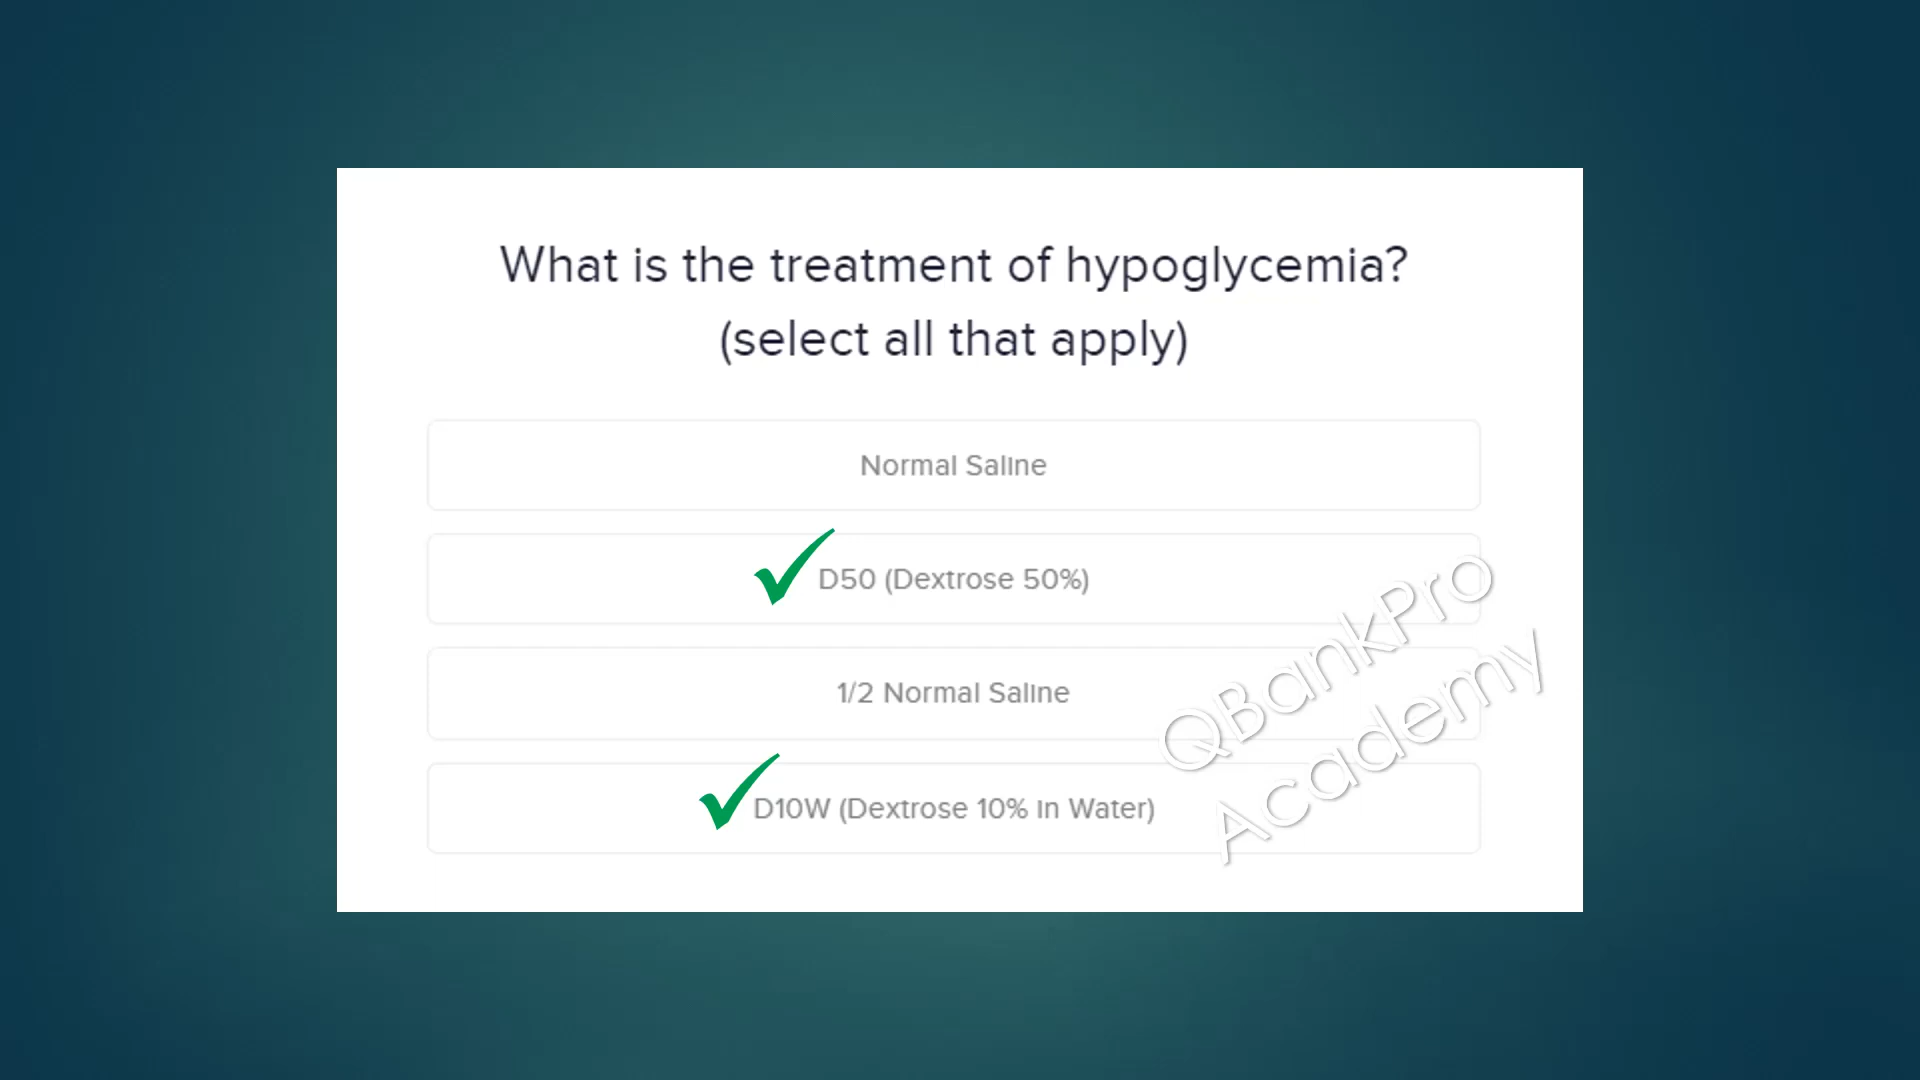 What is the treatment of hypoglycemia?
(select all that apply)
Normal Saline
D50 (Dextrose 50%)
1/2 Normal Saline
D10W (Dextrose 10% in Water)
QBankPro
Academy